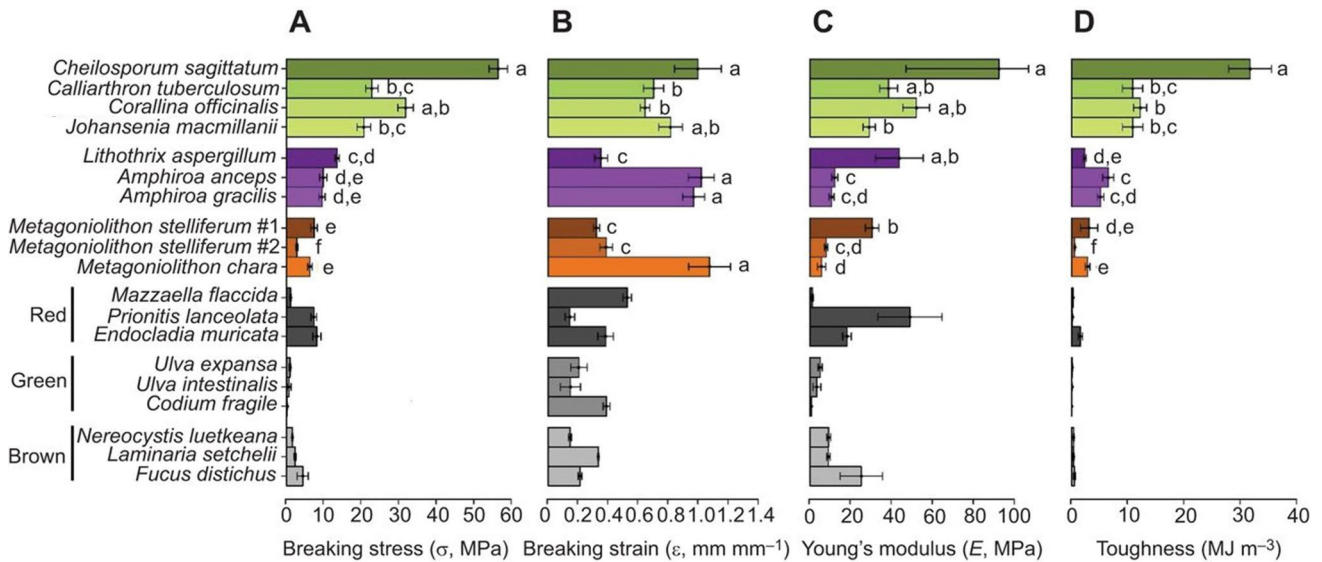 A B C D
Cheilosporum sagittatum a a a a
Calliarthron tuberculosum b,c b a,b b,c
Corallina officinalis a,b b a,b b
Johansenia macmillanii b,c a,b b b,c
Lithothrix aspergillum c,d c a,b d,e
Amphiroa anceps d,e a c c
Amphiroa gracilis d,e a c,d c,d
Metagoniolithon stelliferum #1 e c b d,e
Metagoniolithon stelliferum #2 f c c,d f
Metagoniolithon chara e a d e
Mazzaella flaccida
Red Prionitis lanceolata
Endocladia muricata
Ulva expansa
Green Ulva intestinalis
Codium fragile
Nereocystis luetkeana
Brown Laminaria setchelii
Fucus distichus
0 10 20 30 40 50 60 0 0.2 0.6 1.0 1.2 1.4 0 20 40 60 80 100 0 10 20 30 40
Breaking stress (σ, MPa) Breaking strain (ε, mm mm⁻¹) Young's modulus (E, MPa) Toughness (MJ m⁻³)